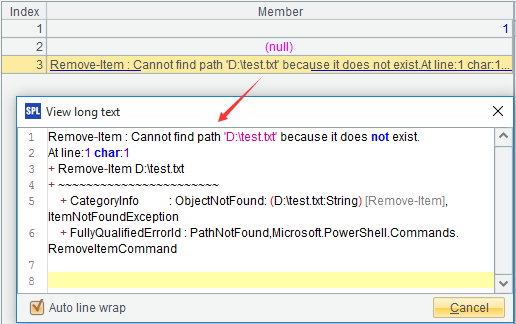 Index Member
1 1
2 (null)
3 Remove-Item : Cannot find path 'D:\test.txt' because it does not exist.At line:1 char:1...
SPL View long text
1 Remove-Item : Cannot find path 'D:\test.txt' because it does not exist.
2 At line:1 char:1
3 + Remove-Item D:\test.txt
4 + ~~~~~~~~~~~~~~~~~~~~~~~
5 + CategoryInfo : ObjectNotFound: (D:\test.txt:String) [Remove-Item],
ItemNotFoundException
6 + FullyQualifiedErrorId : PathNotFound,Microsoft.PowerShell.Commands.
RemoveItemCommand
7
8
Auto line wrap Cancel